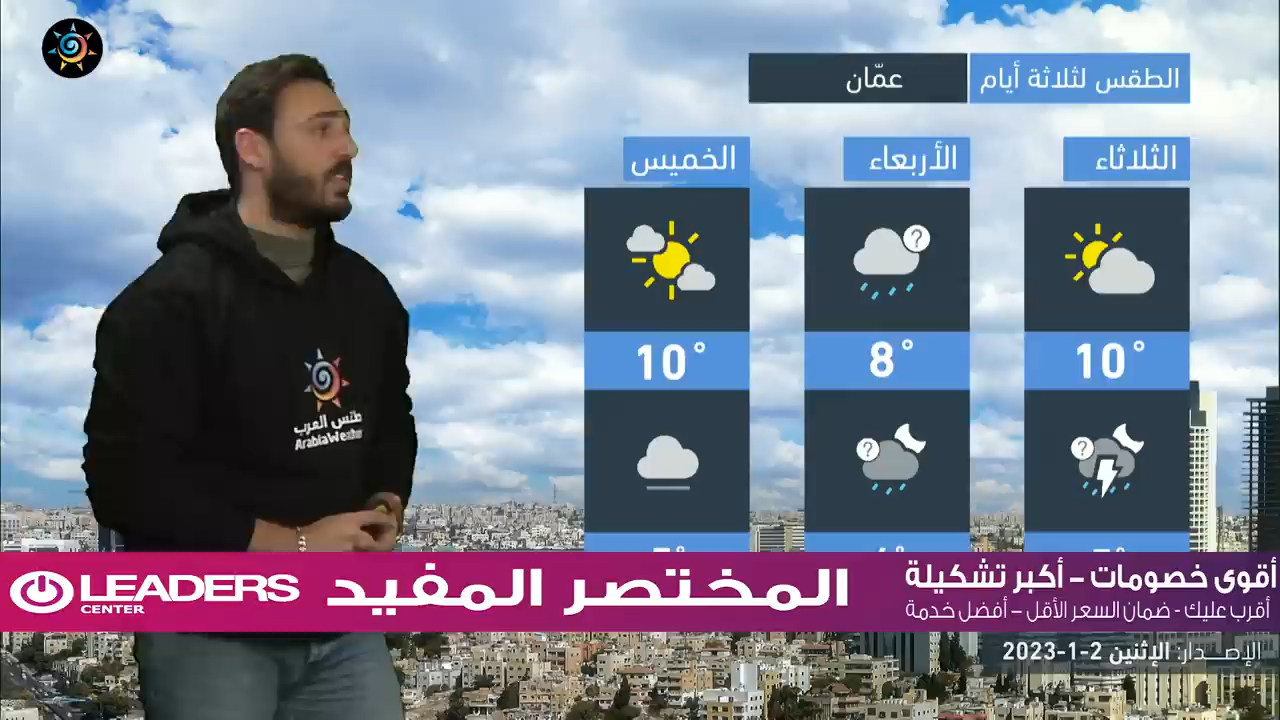 الطقس لثلاثة أيام
عمّان
الثلاثاء
الأربعاء
الخميس
10°
8°
10°
?
?
?
طقس العرب
ArabiaWeather
أقوى خصومات – أكبر تشكيلة
أقرب عليك - ضمان السعر الأقل – أفضل خدمة
المختصر المفيد
LEADERS
CENTER
الإصــدار: الإثنين 2-1-2023